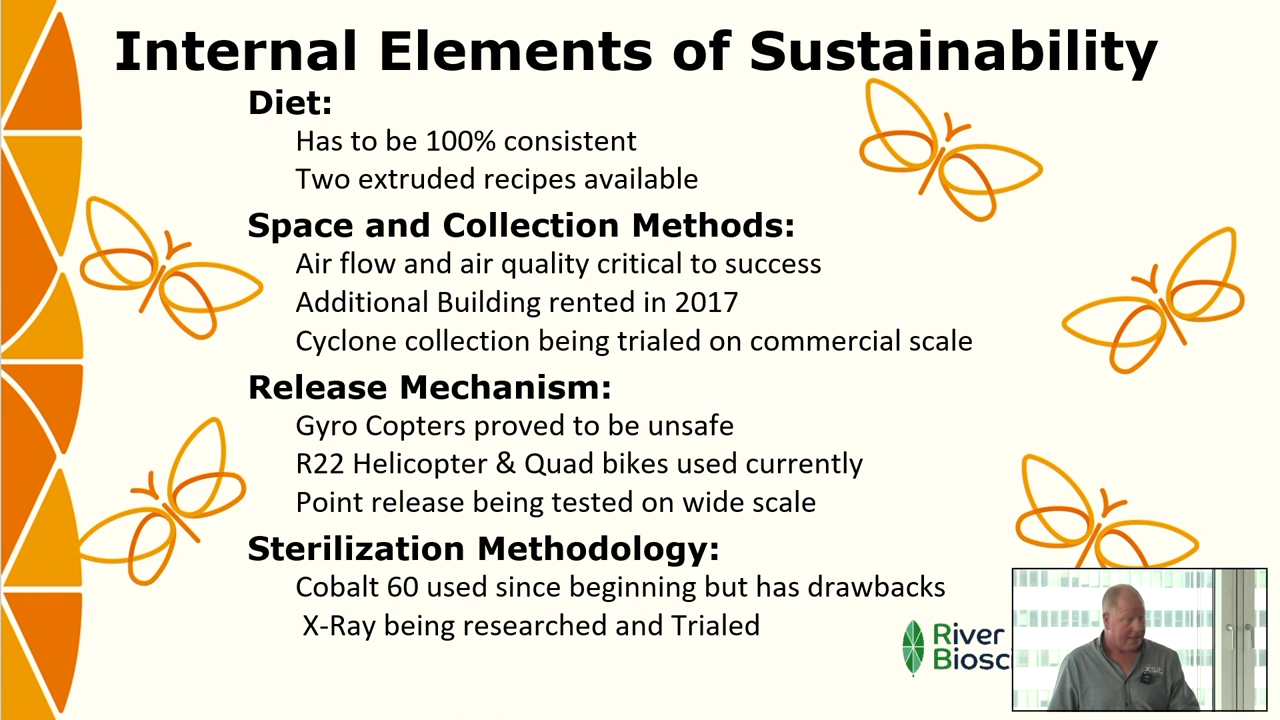 Internal Elements of Sustainability
Diet:
Has to be 100% consistent
Two extruded recipes available
Space and Collection Methods:
Air flow and air quality critical to success
Additional Building rented in 2017
Cyclone collection being trialed on commercial scale
Release Mechanism:
Gyro Copters proved to be unsafe
R22 Helicopter & Quad bikes used currently
Point release being tested on wide scale
Sterilization Methodology:
Cobalt 60 used since beginning but has drawbacks
X-Ray being researched and Trialed
River
Biosci